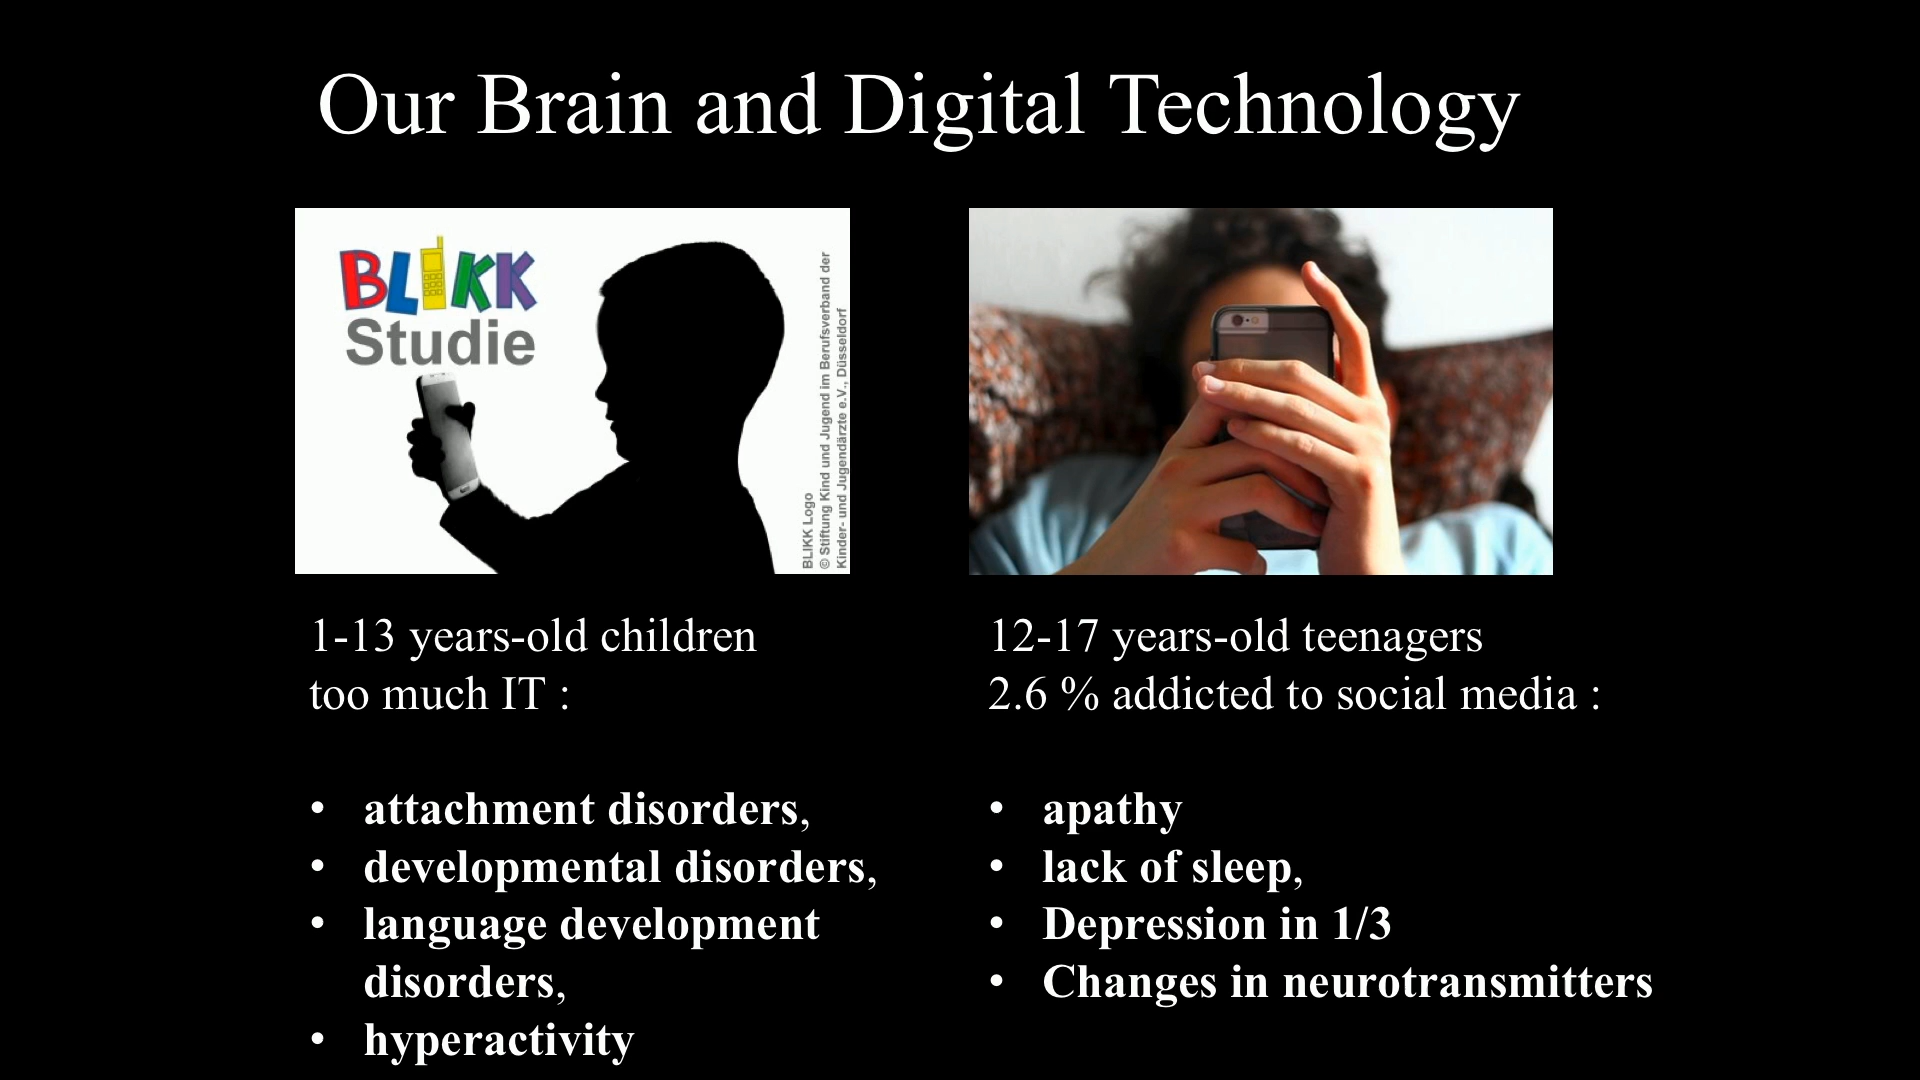 Our Brain and Digital Technology
BLIKK
Studie
BLIKK Logo
© Stiftung Kind und Jugend im Berufsverband der
Kinder- und Jugendärzte e.V., Düsseldorf
1-13 years-old children
too much IT :
• attachment disorders,
• developmental disorders,
• language development
disorders,
• hyperactivity
12-17 years-old teenagers
2.6 % addicted to social media :
• apathy
• lack of sleep,
• Depression in 1/3
• Changes in neurotransmitters